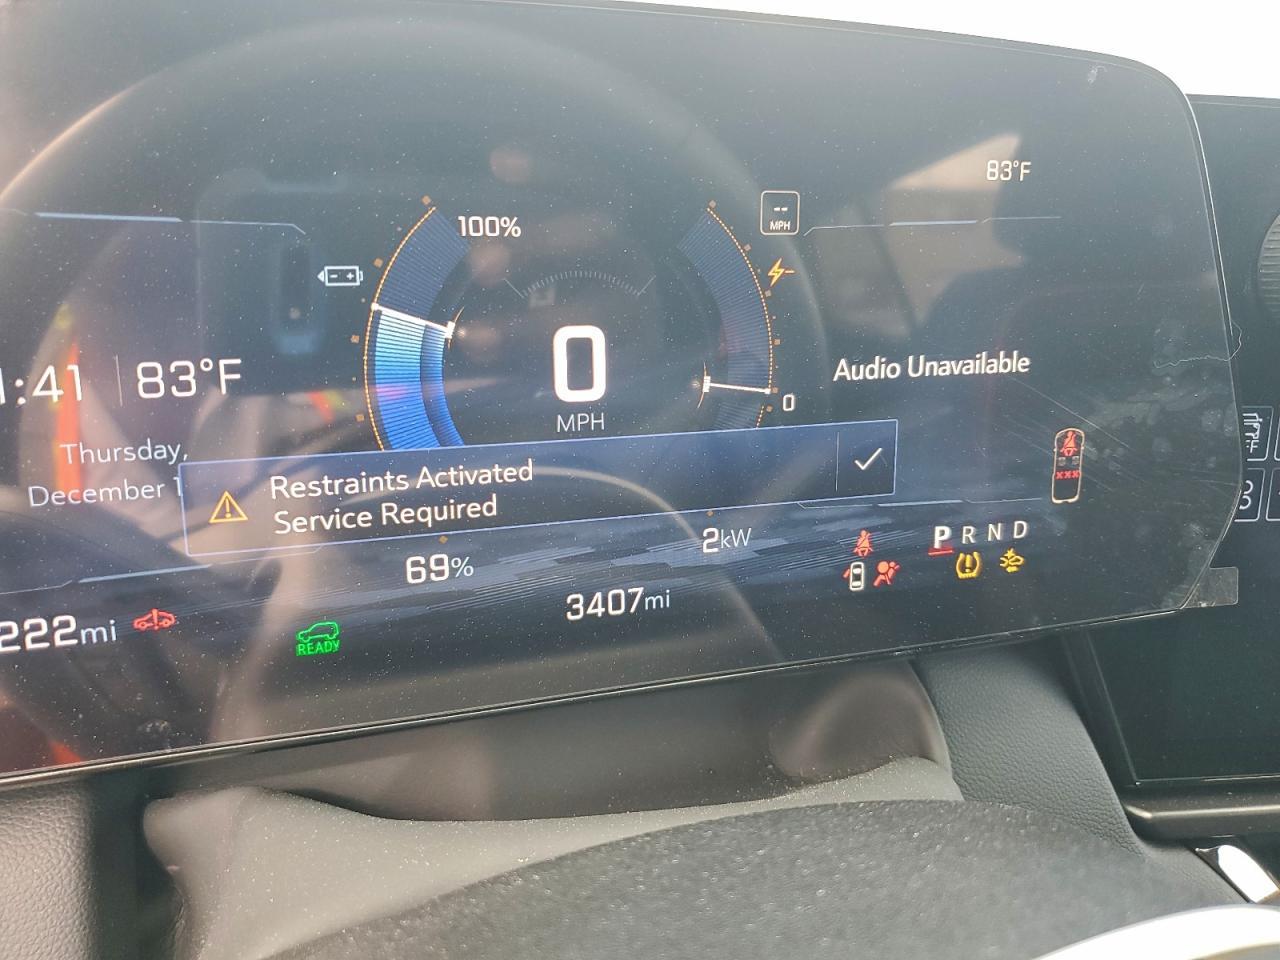 83°F
100%
--
MPH
0
MPH
:41
83°F
Audio Unavailable
0
Thursday,
December 1
Restraints Activated
Service Required
69%
2kW
P R N D
xxx
222mi
READY
3407mi